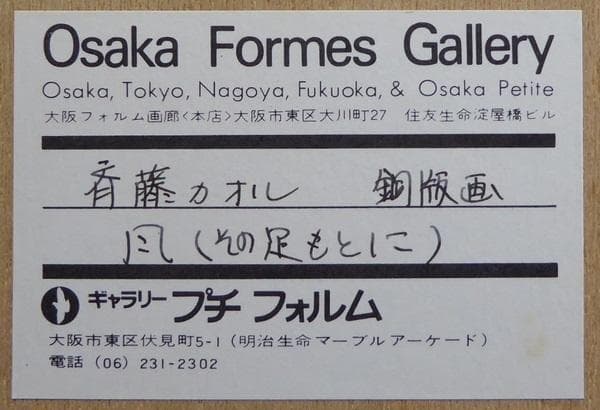 Osaka Formes Gallery
Osaka, Tokyo, Nagoya, Fukuoka, & Osaka Petite
大阪フォルム画廊〈本店〉大阪市東区大川町27 住友生命淀屋橋ビル
斉藤カオル 銅版画
風(その足もとに)
ギャラリー プチ フォルム
大阪市東区伏見町5-1(明治生命マーブルアーケード)
電話(06)231-2302